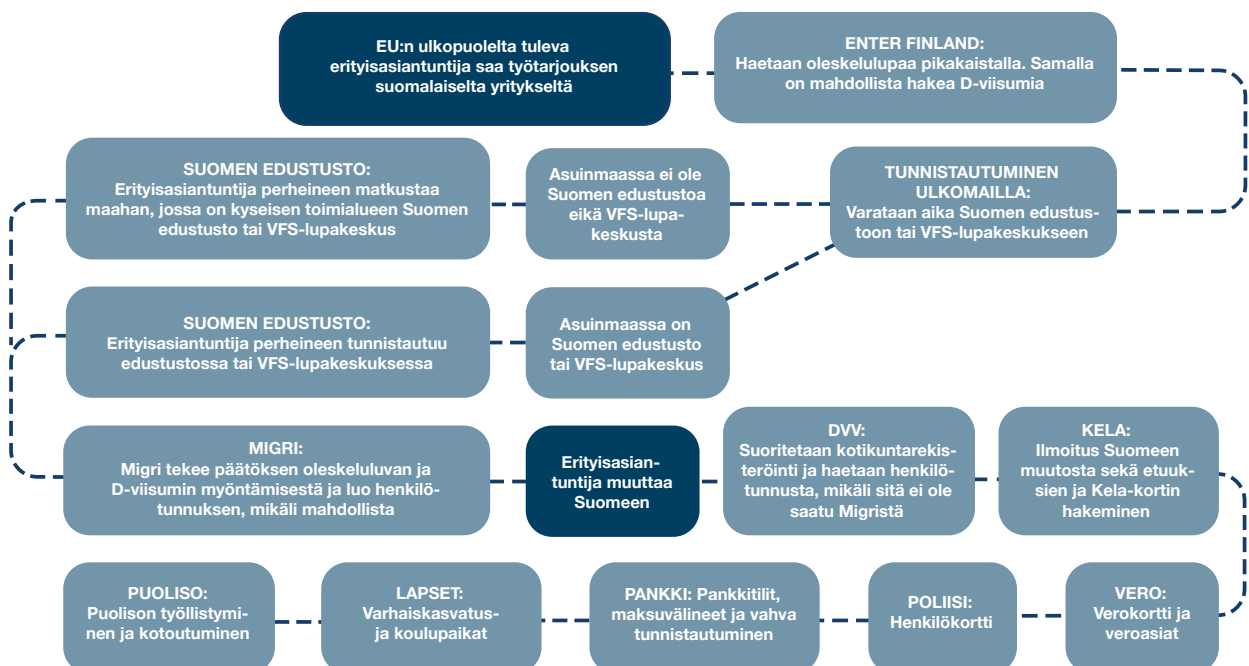 EU:n ulkopuolelta tuleva
erityisasiantuntija saa työtarjouksen
suomalaiselta yritykseltä
ENTER FINLAND:
Haetaan oleskelulupaa pikakaistalla. Samalla
on mahdollista hakea D-viisumia
TUNNISTAUTUMINEN
ULKOMAILLA:
Varataan aika Suomen edustus-
toon tai VFS-lupakeskukseen
Asuinmaassa ei ole
Suomen edustustoa
eikä VFS-lupa-
keskusta
SUOMEN EDUSTUSTO:
Erityisasiantuntija perheineen matkustaa
maahan, jossa on kyseisen toimialueen Suomen
edustusto tai VFS-lupakeskus
Asuinmaassa on
Suomen edustusto
tai VFS-lupakeskus
SUOMEN EDUSTUSTO:
Erityisasiantuntija perheineen tunnistautuu
edustustossa tai VFS-lupakeskuksessa
MIGRI:
Migri tekee päätöksen oleskeluluvan ja
D-viisumin myöntämisestä ja luo henkilö-
tunnuksen, mikäli mahdollista
Erityisasian-
tuntija muuttaa
Suomeen
DVV:
Suoritetaan kotikuntarekis-
teröinti ja haetaan henkilö-
tunnusta, mikäli sitä ei ole
saatu Migristä
KELA:
Ilmoitus Suomeen
muutosta sekä etuuk-
sien ja Kela-kortin
hakeminen
VERO:
Verokortti ja
veroasiat
POLIISI:
Henkilökortti
PANKKI: Pankkitilit,
maksuvälineet ja vahva
tunnistautuminen
LAPSET:
Varhaiskasvatus-
ja koulupaikat
PUOLISO:
Puolison työllistymi-
nen ja kotoutuminen